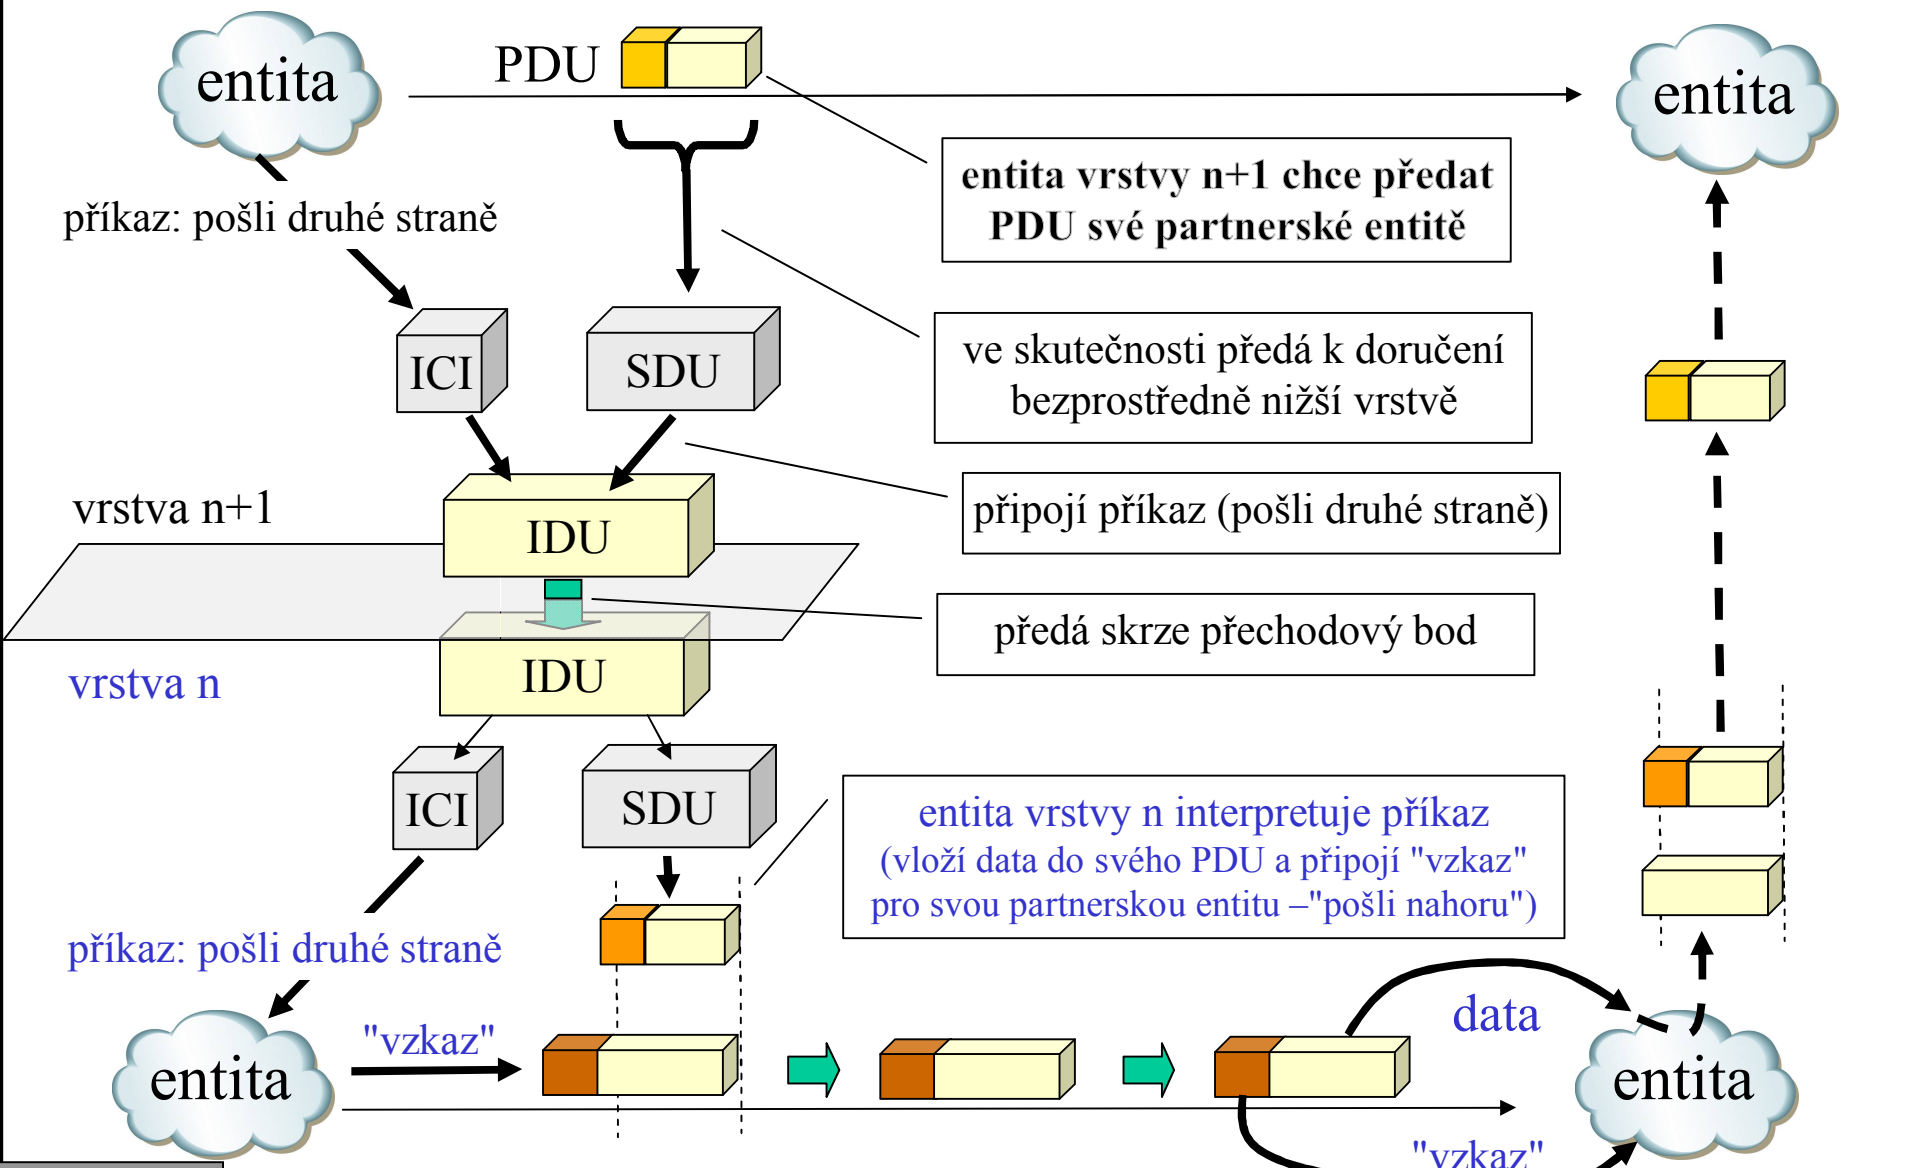 entita
PDU
entita
entita vrstvy n+1 chce předat
PDU své partnerské entitě
příkaz: pošli druhé straně
ICI
SDU
ve skutečnosti předá k doručení
bezprostředně nižší vrstvě
vrstva n+1
IDU
připojí příkaz (pošli druhé straně)
předá skrze přechodový bod
vrstva n
IDU
ICI
SDU
entita vrstvy n interpretuje příkaz
(vloží data do svého PDU a připojí "vzkaz"
pro svou partnerskou entitu –"pošli nahoru")
příkaz: pošli druhé straně
entita
"vzkaz"
data
entita
"vzkaz"